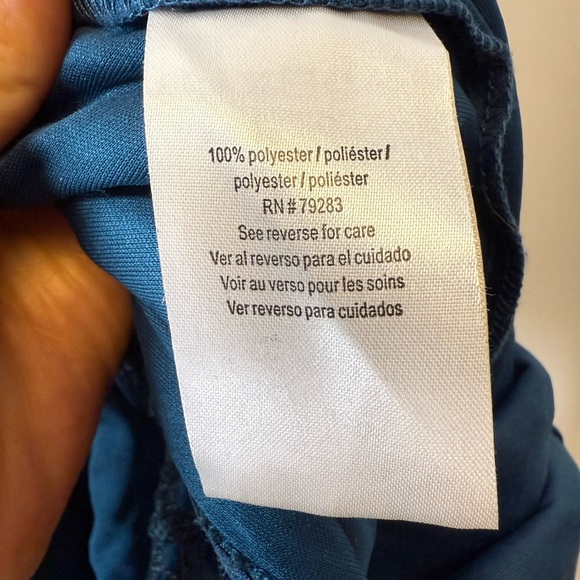 100% polyester / poliéster /
polyester / poliéster
RN # 79283
See reverse for care
Ver al reverso para el cuidado
Voir au verso pour les soins
Ver reverso para cuidados